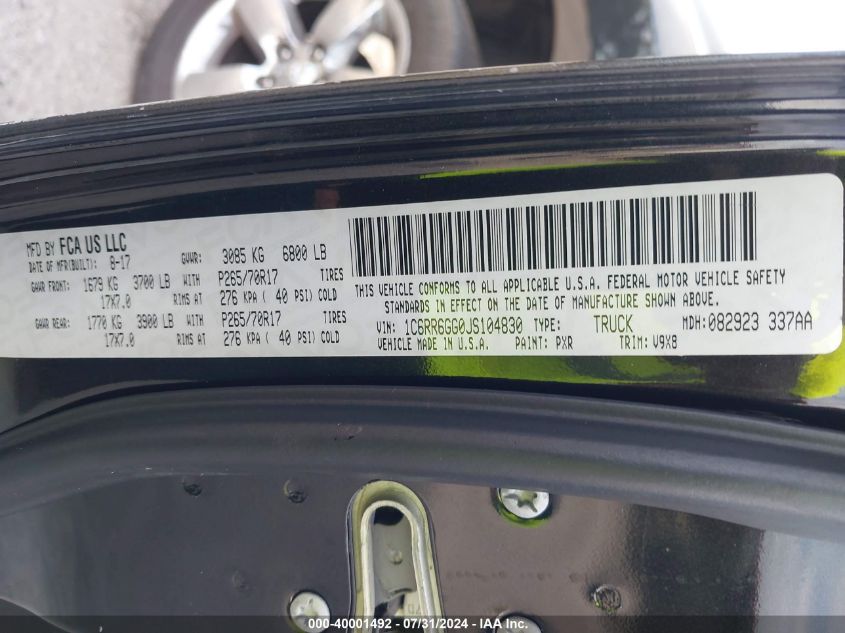 MFD BY FCA US LLC
DATE OF MFR(BUILT): 8-17 GVWR: 3085 KG 6800 LB
GAWR FRONT: 1679 KG 3700 LB WITH P265/70R17 TIRES
17X7.0 RIMS AT 276 KPA ( 40 PSI) COLD
GAWR REAR: 1770 KG 3900 LB WITH P265/70R17 TIRES
17X7.0 RIMS AT 276 KPA ( 40 PSI) COLD
THIS VEHICLE CONFORMS TO ALL APPLICABLE U.S.A. FEDERAL MOTOR VEHICLE SAFETY
STANDARDS IN EFFECT ON THE DATE OF MANUFACTURE SHOWN ABOVE.
VIN: 1C6RR6GG0JS104830 TYPE: TRUCK MDH: 082923 337AA
VEHICLE MADE IN U.S.A. PAINT: PXR TRIM: V9X8
000-40001492 - 07/31/2024 - IAA Inc.